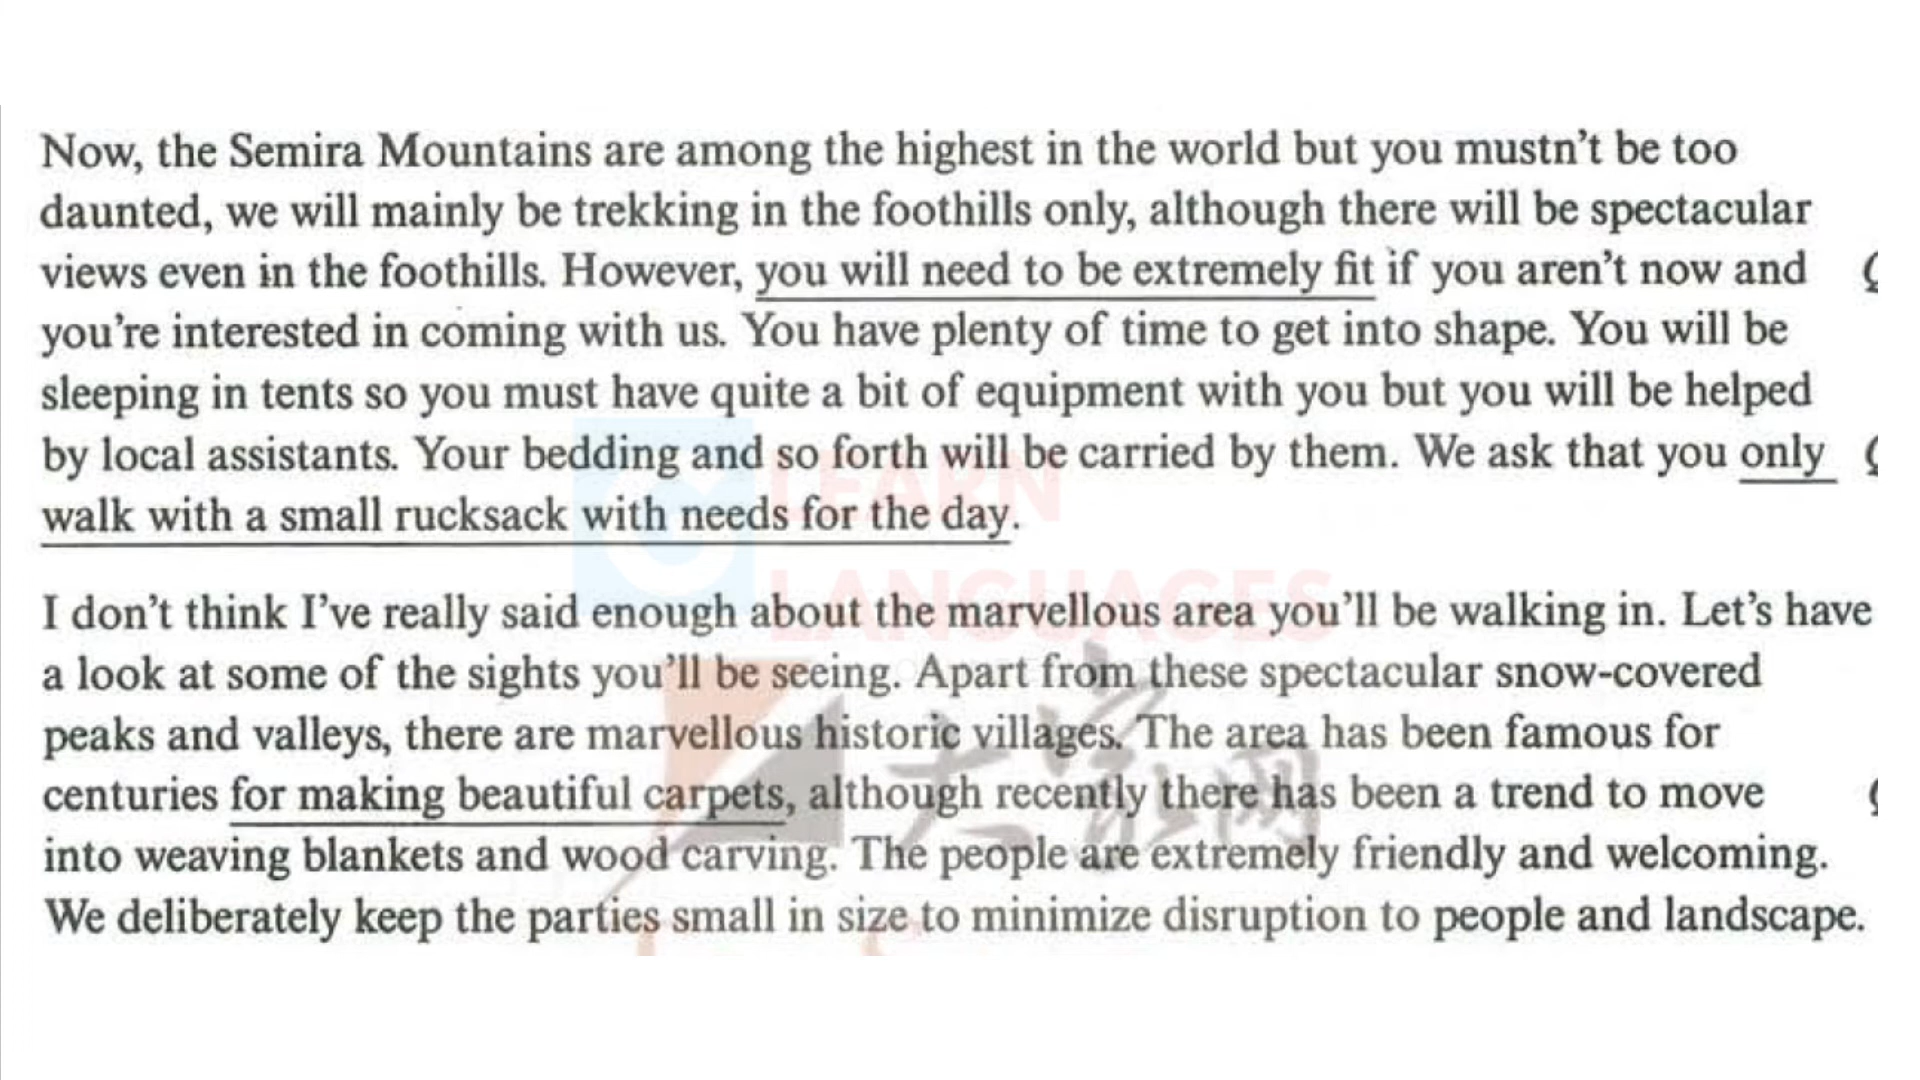 Now, the Semira Mountains are among the highest in the world but you mustn't be too
daunted, we will mainly be trekking in the foothills only, although there will be spectacular
views even in the foothills. However, you will need to be extremely fit if you aren't now and
you're interested in coming with us. You have plenty of time to get into shape. You will be
sleeping in tents so you must have quite a bit of equipment with you but you will be helped
by local assistants. Your bedding and so forth will be carried by them. We ask that you only
walk with a small rucksack with needs for the day.
I don't think I've really said enough about the marvellous area you'll be walking in. Let's have
a look at some of the sights you'll be seeing. Apart from these spectacular snow-covered
peaks and valleys, there are marvellous historic villages. The area has been famous for
centuries for making beautiful carpets, although recently there has been a trend to move
into weaving blankets and wood carving. The people are extremely friendly and welcoming.
We deliberately keep the parties small in size to minimize disruption to people and landscape.
LEARN
LANGUAGES
大家网